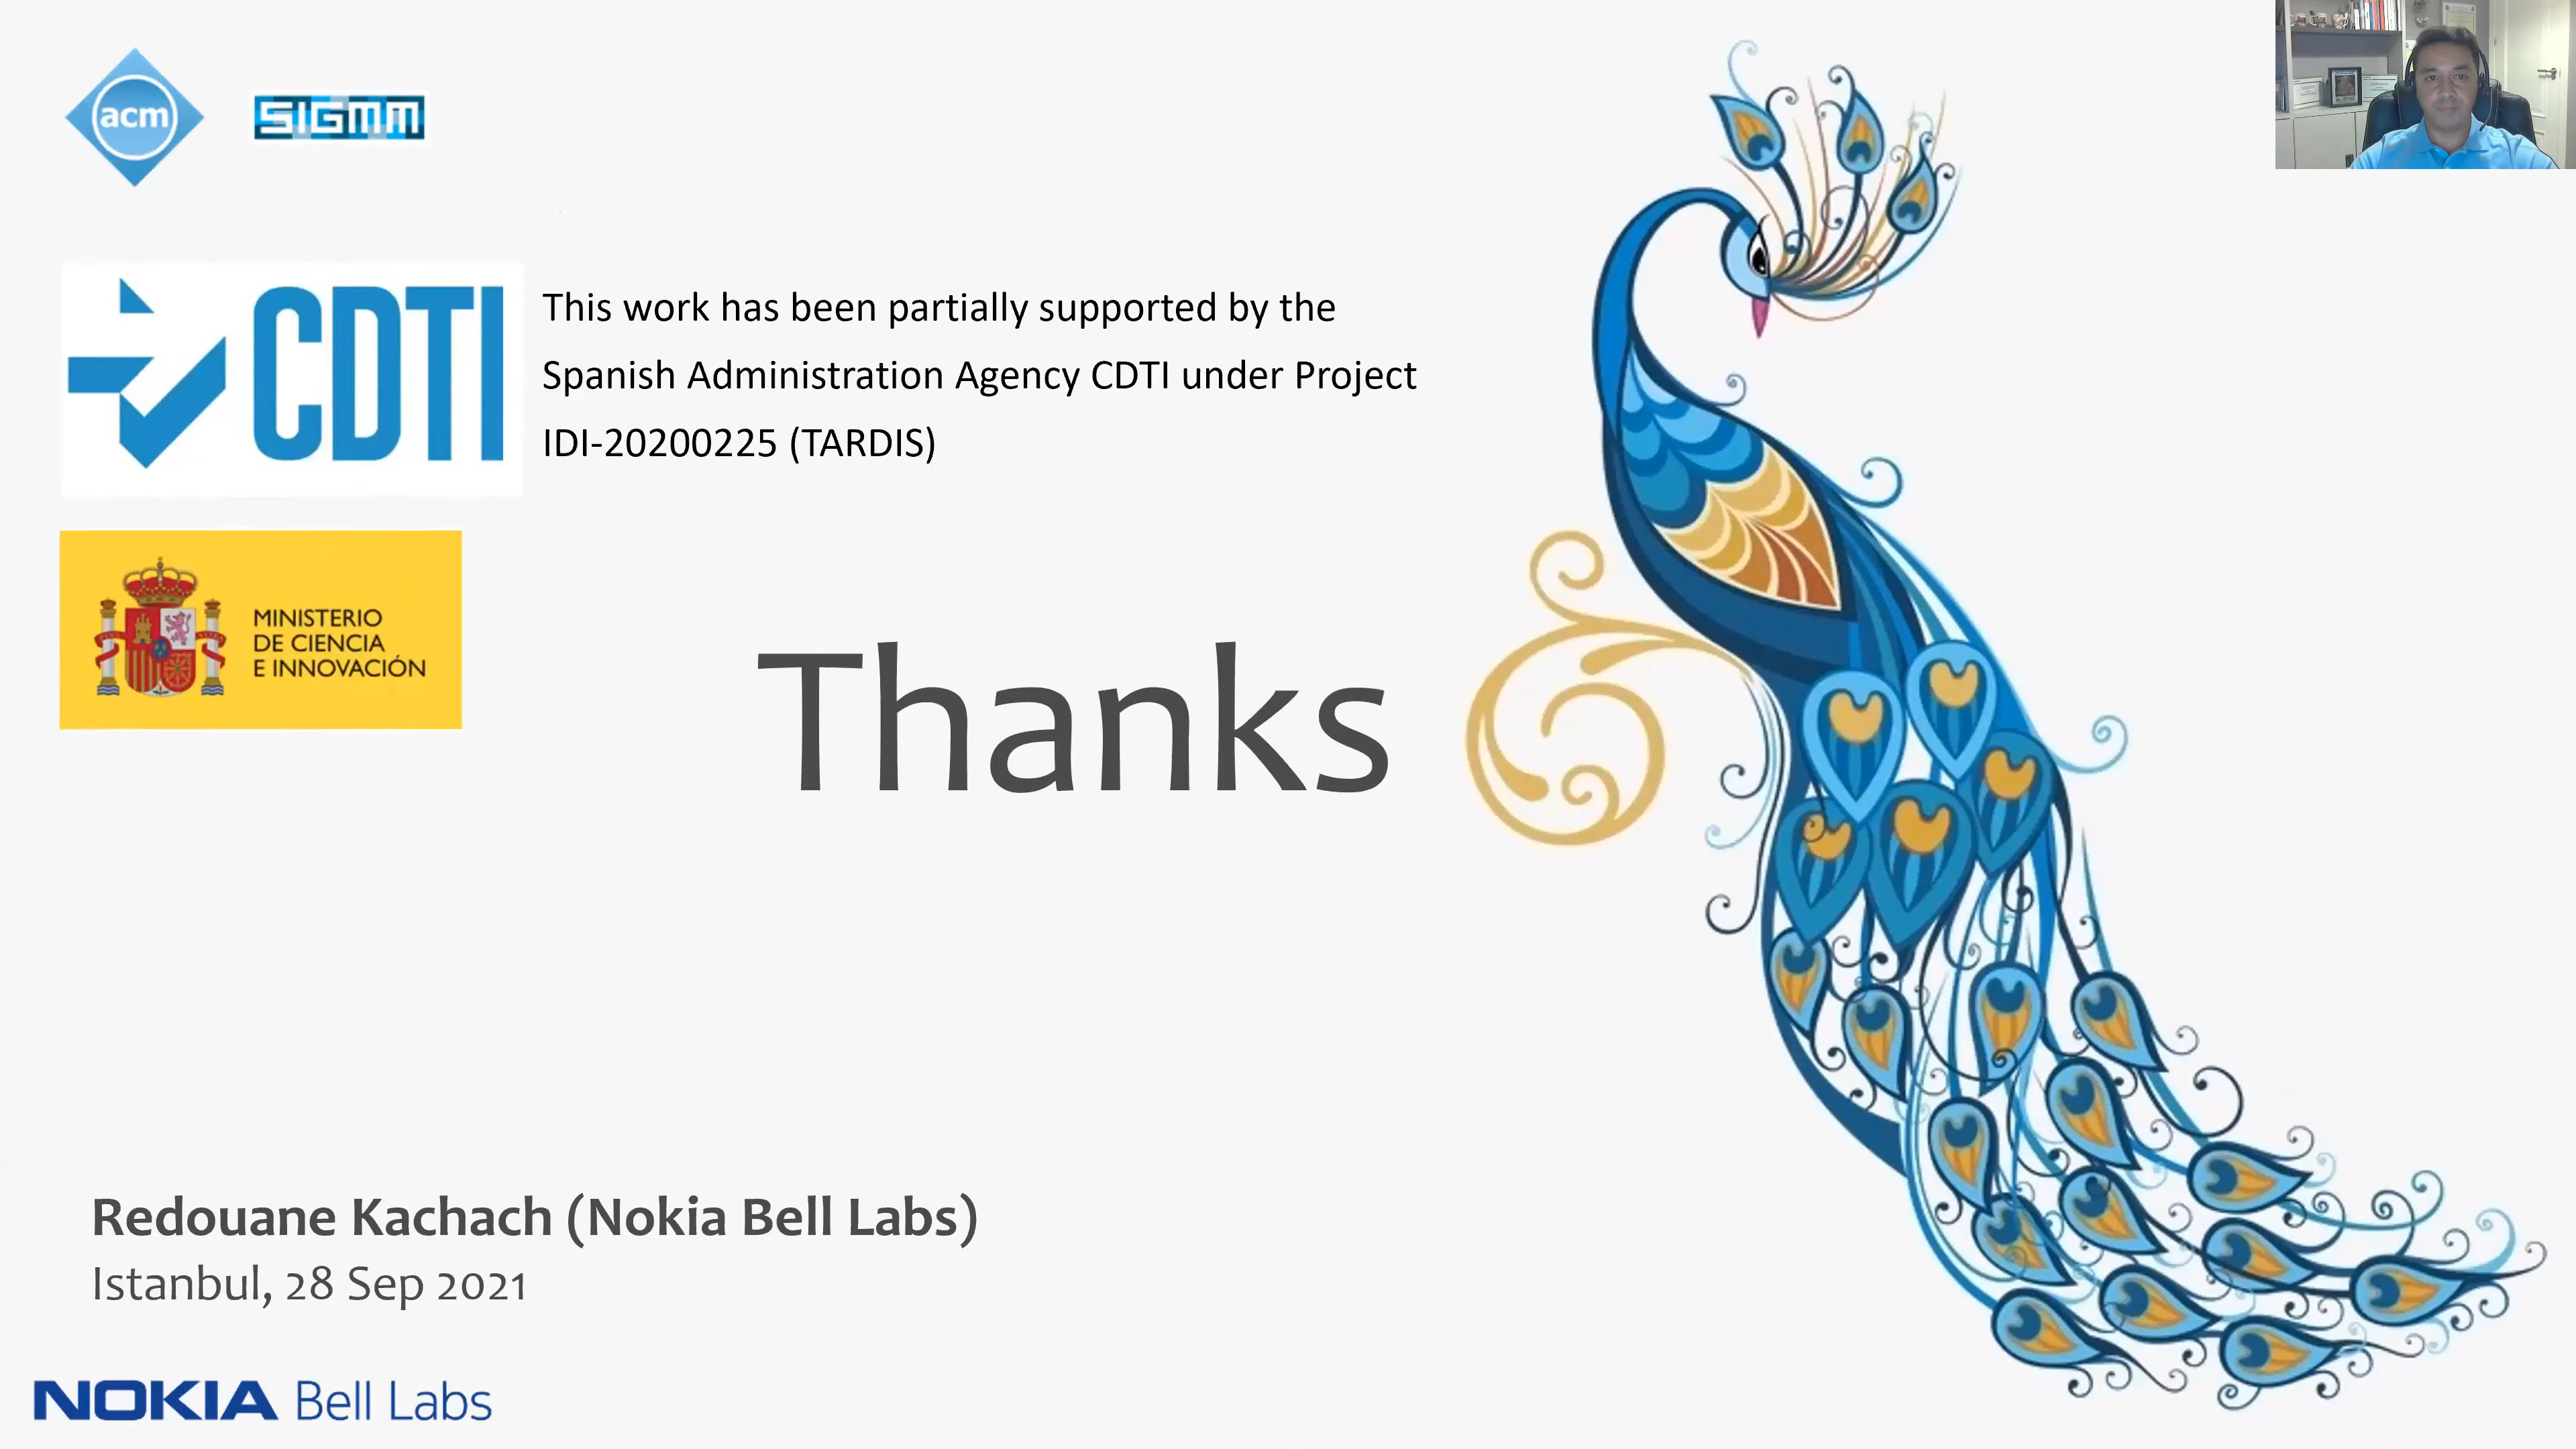 acm
SIGMM
CDTI
This work has been partially supported by the
Spanish Administration Agency CDTI under Project
IDI-20200225 (TARDIS)
MINISTERIO
DE CIENCIA
E INNOVACIÓN
Thanks
Redouane Kachach (Nokia Bell Labs)
Istanbul, 28 Sep 2021
NOKIA Bell Labs